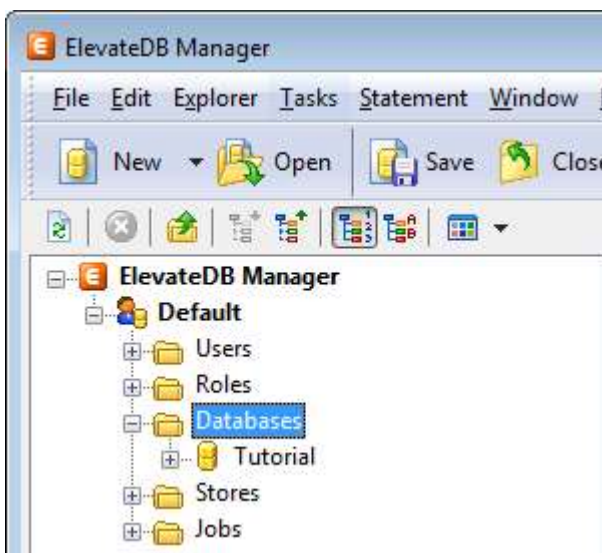 ElevateDB Manager
File Edit Explorer Tasks Statement Window
New Open Save Close
ElevateDB Manager
Default
Users
Roles
Databases
Tutorial
Stores
Jobs